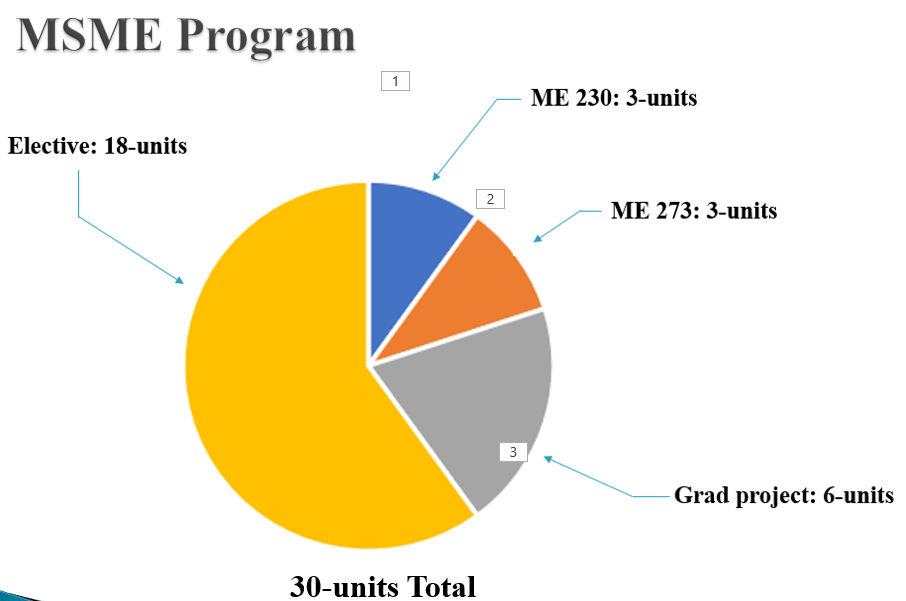 MSME Program
1
ME 230: 3-units
Elective: 18-units
2
ME 273: 3-units
3
Grad project: 6-units
30-units Total